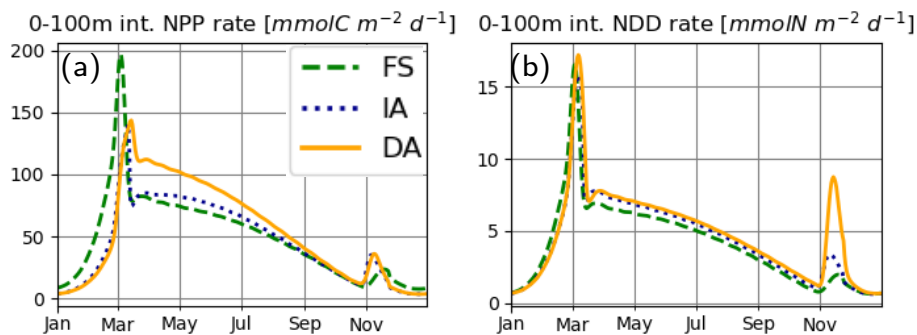 0-100m int. NPP rate [mmolC m⁻² d⁻¹]
0-100m int. NDD rate [mmolN m⁻² d⁻¹]
(a)
FS
IA
DA
200
150
100
50
0
Jan Mar May Jul Sep Nov
(b)
15
10
5
0
Jan Mar May Jul Sep Nov